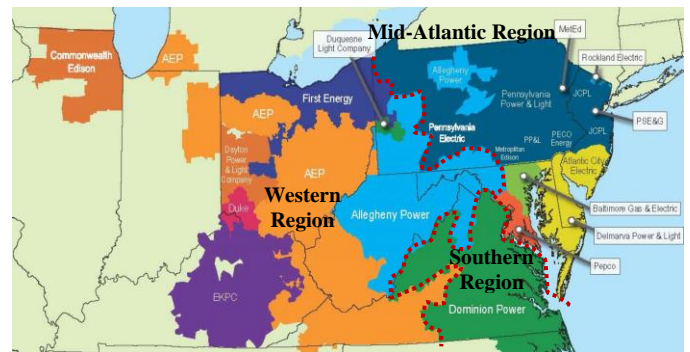 Mid-Atlantic Region
Duquesne
Light Company
MetEd
Rockland Electric
Commonwealth
Edison
AEP
Allegheny
Power
Pennsylvania
Power & Light
JCPL
First Energy
PSE&G
AEP
Pennsylvania
Electric
PP&L
PECO
Energy
JCPL
Metropolitan
Edison
Dayton
Power
& Light
Company
AEP
Atlantic City
Electric
Western
Region
Duke
Allegheny Power
Baltimore Gas & Electric
Delmarva Power & Light
Southern
Region
Pepco
EKPC
Dominion Power